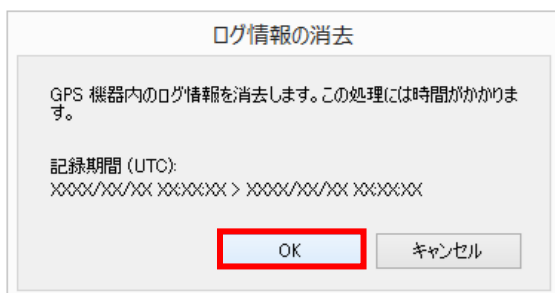 ログ情報の消去
GPS 機器内のログ情報を消去します。この処理には時間がかかりま
す。
記録期間 (UTC):
XXXX/XX/XX XX:XX:XX > XXXX/XX/XX XX:XX:XX
OK
キャンセル